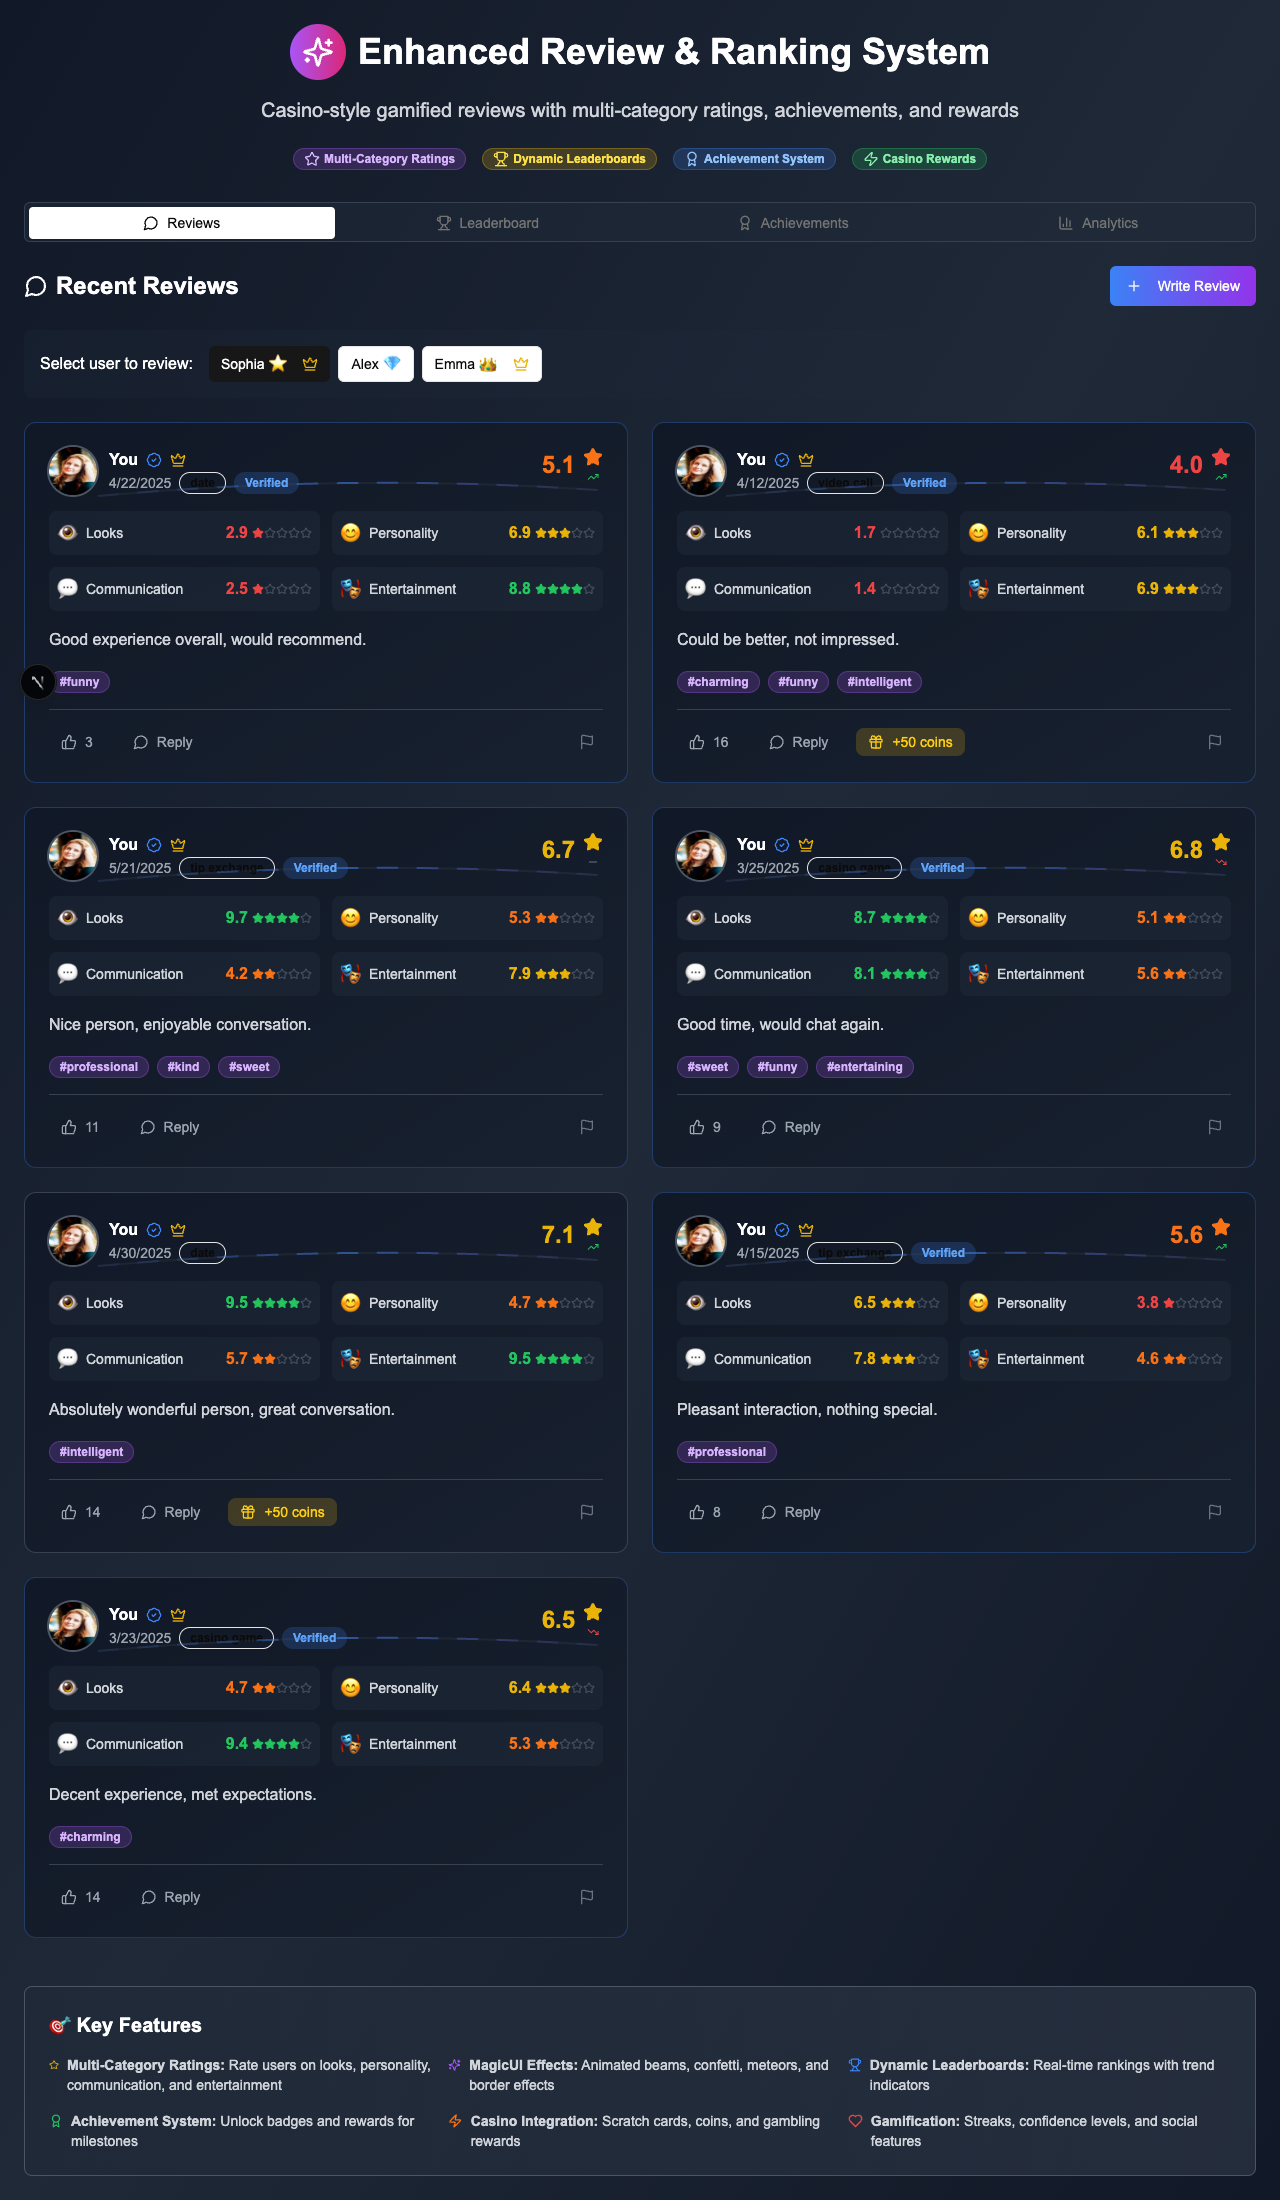 Enhanced Review & Ranking System
Casino-style gamified reviews with multi-category ratings, achievements, and rewards
Multi-Category Ratings Dynamic Leaderboards Achievement System Casino Rewards
Reviews Leaderboard Achievements Analytics
Recent Reviews Write Review
Select user to review: Sophia Alex Emma
You
5.1
4/22/2025 date Verified
Looks 2.9 Personality 6.9
Communication 2.5 Entertainment 8.8
Good experience overall, would recommend.
#funny
3 Reply
You
4.0
4/12/2025 video call Verified
Looks 1.7 Personality 6.1
Communication 1.4 Entertainment 6.9
Could be better, not impressed.
#charming #funny #intelligent
16 Reply +50 coins
You
6.7
5/21/2025 tip exchange Verified
Looks 9.7 Personality 5.3
Communication 4.2 Entertainment 7.9
Nice person, enjoyable conversation.
#professional #kind #sweet
11 Reply
You
6.8
3/25/2025 casino game Verified
Looks 8.7 Personality 5.1
Communication 8.1 Entertainment 5.6
Good time, would chat again.
#sweet #funny #entertaining
9 Reply
You
7.1
4/30/2025 date
Looks 9.5 Personality 4.7
Communication 5.7 Entertainment 9.5
Absolutely wonderful person, great conversation.
#intelligent
14 Reply +50 coins
You
5.6
4/15/2025 tip exchange Verified
Looks 6.5 Personality 3.8
Communication 7.8 Entertainment 4.6
Pleasant interaction, nothing special.
#professional
8 Reply
You
6.5
3/23/2025 casino game Verified
Looks 4.7 Personality 6.4
Communication 9.4 Entertainment 5.3
Decent experience, met expectations.
#charming
14 Reply
Key Features
Multi-Category Ratings: Rate users on looks, personality,
communication, and entertainment
MagicUI Effects: Animated beams, confetti, meteors, and
border effects
Dynamic Leaderboards: Real-time rankings with trend
indicators
Achievement System: Unlock badges and rewards for
milestones
Casino Integration: Scratch cards, coins, and gambling
rewards
Gamification: Streaks, confidence levels, and social
features